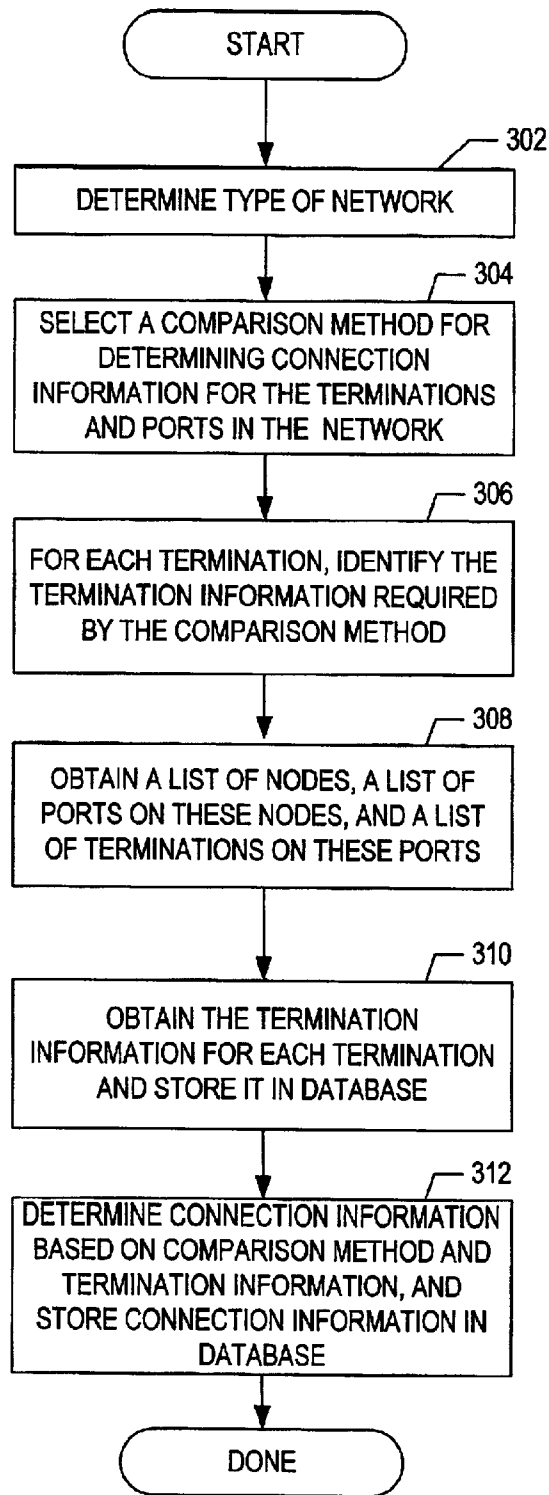 START
302
DETERMINE TYPE OF NETWORK
304
SELECT A COMPARISON METHOD FOR
DETERMINING CONNECTION
INFORMATION FOR THE TERMINATIONS
AND PORTS IN THE NETWORK
306
FOR EACH TERMINATION, IDENTIFY THE
TERMINATION INFORMATION REQUIRED
BY THE COMPARISON METHOD
308
OBTAIN A LIST OF NODES, A LIST OF
PORTS ON THESE NODES, AND A LIST
OF TERMINATIONS ON THESE PORTS
310
OBTAIN THE TERMINATION
INFORMATION FOR EACH TERMINATION
AND STORE IT IN DATABASE
312
DETERMINE CONNECTION INFORMATION
BASED ON COMPARISON METHOD AND
TERMINATION INFORMATION, AND
STORE CONNECTION INFORMATION IN
DATABASE
DONE